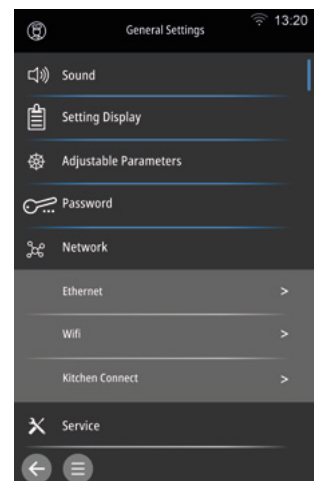 General Settings
13:20
Sound
Setting Display
Adjustable Parameters
Password
Network
Ethernet >
Wifi >
Kitchen Connect >
Service